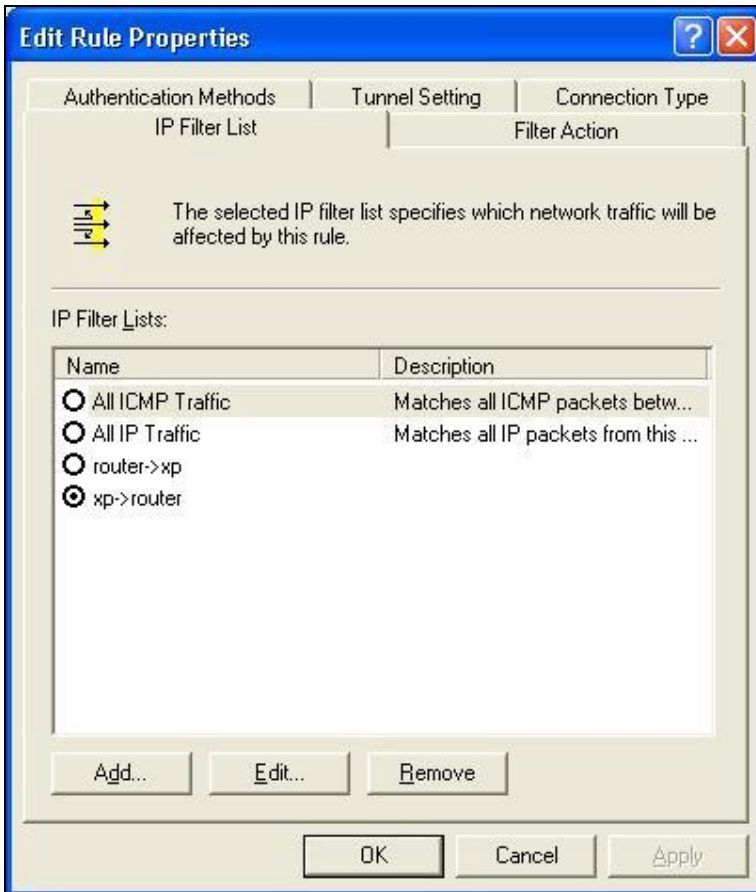 Edit Rule Properties
Authentication Methods Tunnel Setting Connection Type
IP Filter List Filter Action
The selected IP filter list specifies which network traffic will be
affected by this rule.
IP Filter Lists:
Name Description
All ICMP Traffic Matches all ICMP packets betw...
All IP Traffic Matches all IP packets from this ...
router->xp
xp->router
Add... Edit... Remove
OK Cancel Apply